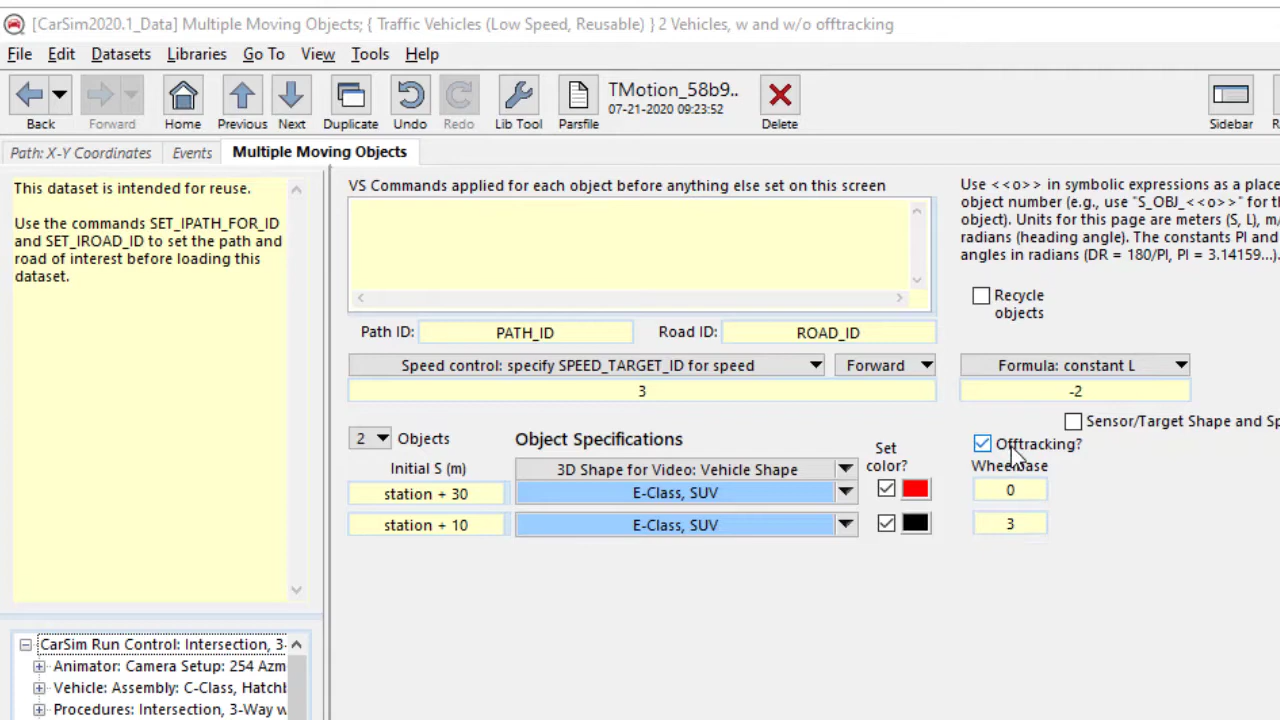 [CarSim2020.1_Data] Multiple Moving Objects; { Traffic Vehicles (Low Speed, Reusable) } 2 Vehicles, w and w/o offtracking
File Edit Datasets Libraries Go To View Tools Help
TMotion_58b9..
07-21-2020 09:23:52
Back Forward Home Previous Next Duplicate Undo Redo Lib Tool Parsfile Delete Sidebar R
Path: X-Y Coordinates Events Multiple Moving Objects
This dataset is intended for reuse.
Use the commands SET_IPATH_FOR_ID
and SET_IROAD_ID to set the path and
road of interest before loading this
dataset.
VS Commands applied for each object before anything else set on this screen
Use <<o>> in symbolic expressions as a place
object number (e.g., use "S_OBJ_<<o>>" for th
object). Units for this page are meters (S, L), m/
radians (heading angle). The constants PI and
angles in radians (DR = 180/PI, PI = 3.14159...).
Recycle
objects
Path ID: PATH_ID Road ID: ROAD_ID
Speed control: specify SPEED_TARGET_ID for speed Forward Formula: constant L
3 -2
Sensor/Target Shape and Sp
2 Objects Object Specifications Set
color? Offtracking?
Initial S (m) 3D Shape for Video: Vehicle Shape Wheelbase
station + 30 E-Class, SUV 0
station + 10 E-Class, SUV 3
CarSim Run Control: Intersection, 3-
Animator: Camera Setup: 254 Azm
Vehicle: Assembly: C-Class, Hatchb
Procedures: Intersection, 3-Way w